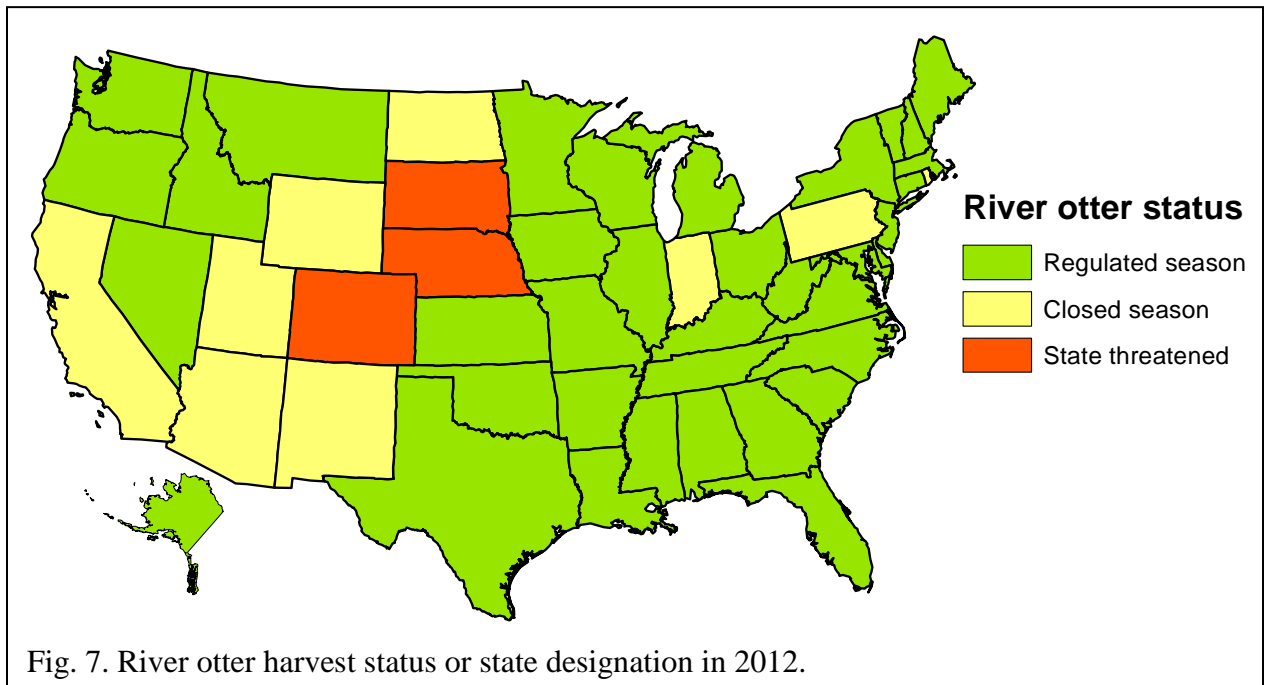 River otter status
Regulated season
Closed season
State threatened
Fig. 7. River otter harvest status or state designation in 2012.